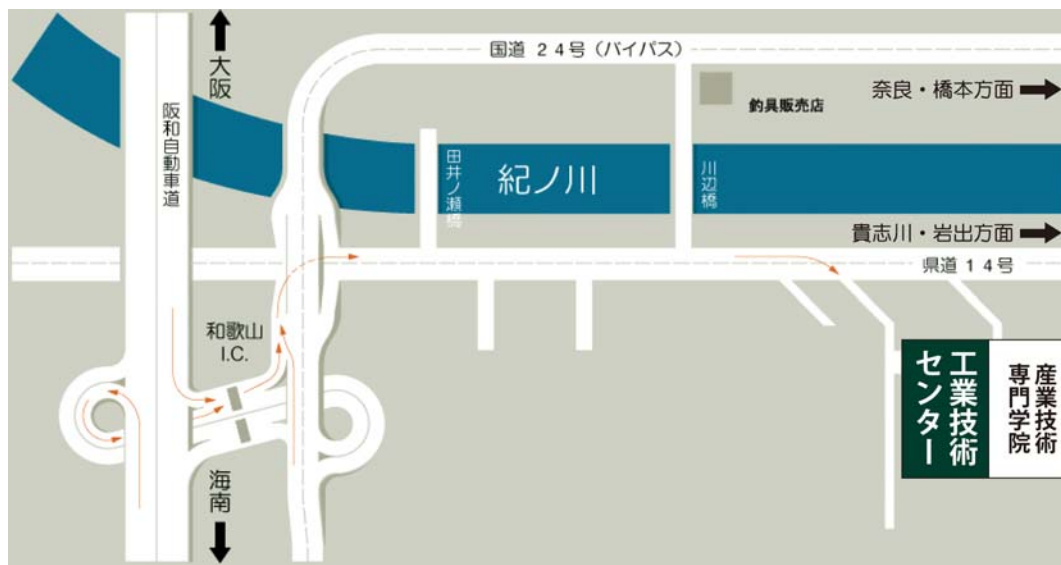 大阪
国道 24号(バイパス)
阪和自動車道
釣具販売店
奈良・橋本方面
田井ノ瀬橋
紀ノ川
川辺橋
貴志川・岩出方面
県道 14号
和歌山
I.C.
工業技術
センター
産業技術
専門学院
海南